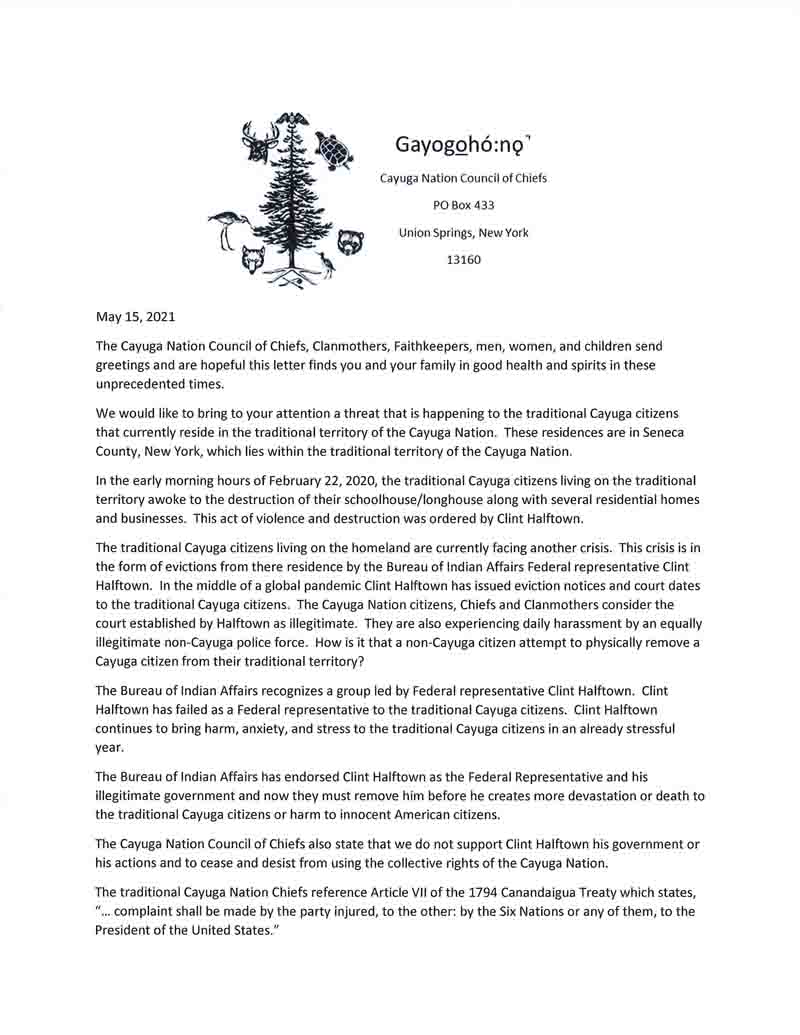 Gayogo̱hó:nǫˀ
Cayuga Nation Council of Chiefs
PO Box 433
Union Springs, New York
13160
May 15, 2021
The Cayuga Nation Council of Chiefs, Clanmothers, Faithkeepers, men, women, and children send
greetings and are hopeful this letter finds you and your family in good health and spirits in these
unprecedented times.
We would like to bring to your attention a threat that is happening to the traditional Cayuga citizens
that currently reside in the traditional territory of the Cayuga Nation.  These residences are in Seneca
County, New York, which lies within the traditional territory of the Cayuga Nation.
In the early morning hours of February 22, 2020, the traditional Cayuga citizens living on the traditional
territory awoke to the destruction of their schoolhouse/longhouse along with several residential homes
and businesses.  This act of violence and destruction was ordered by Clint Halftown.
The traditional Cayuga citizens living on the homeland are currently facing another crisis.  This crisis is in
the form of evictions from there residence by the Bureau of Indian Affairs Federal representative Clint
Halftown.  In the middle of a global pandemic Clint Halftown has issued eviction notices and court dates
to the traditional Cayuga citizens.  The Cayuga Nation citizens, Chiefs and Clanmothers consider the
court established by Halftown as illegitimate.  They are also experiencing daily harassment by an equally
illegitimate non-Cayuga police force.  How is it that a non-Cayuga citizen attempt to physically remove a
Cayuga citizen from their traditional territory?
The Bureau of Indian Affairs recognizes a group led by Federal representative Clint Halftown.  Clint
Halftown has failed as a Federal representative to the traditional Cayuga citizens.  Clint Halftown
continues to bring harm, anxiety, and stress to the traditional Cayuga citizens in an already stressful
year.
The Bureau of Indian Affairs has endorsed Clint Halftown as the Federal Representative and his
illegitimate government and now they must remove him before he creates more devastation or death to
the traditional Cayuga citizens or harm to innocent American citizens.
The Cayuga Nation Council of Chiefs also state that we do not support Clint Halftown his government or
his actions and to cease and desist from using the collective rights of the Cayuga Nation.
The traditional Cayuga Nation Chiefs reference Article VII of the 1794 Canandaigua Treaty which states,
“… complaint shall be made by the party injured, to the other: by the Six Nations or any of them, to the
President of the United States.”